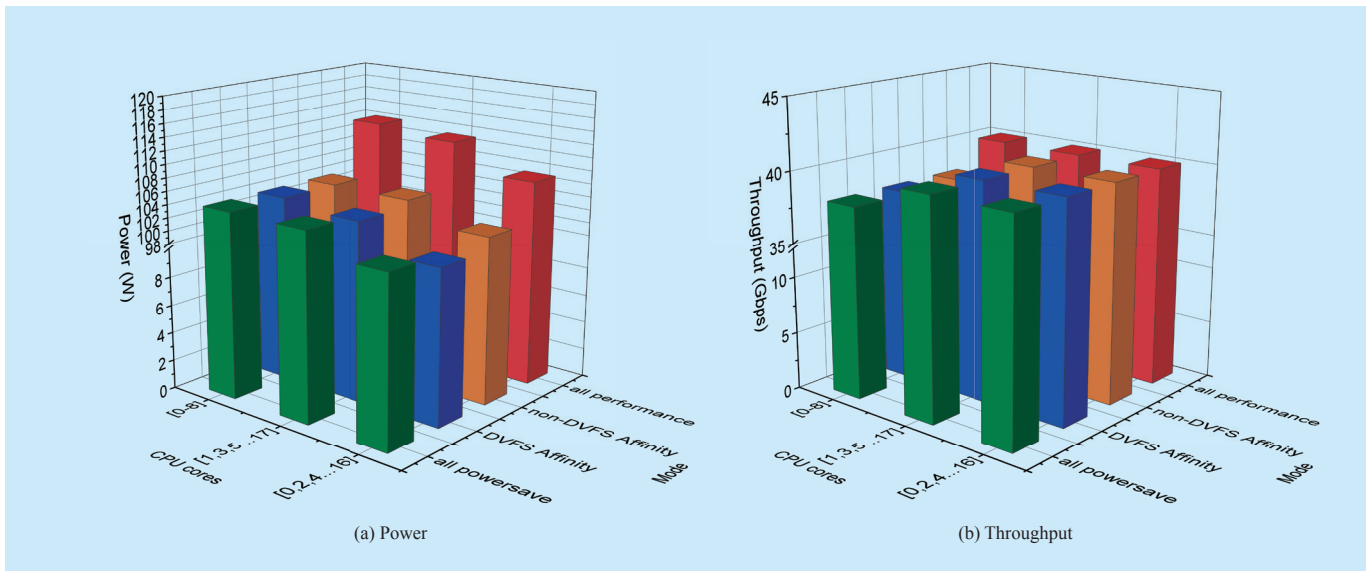 120
118
116
114
112
110
108
106
104
102
100
98
8
6
4
2
0
Power (W)
[0-8]
[1,3,5...17]
[0,2,4...16]
CPU cores
all powersave
DVFS Affinity
non-DVFS Affinity
all performance
Mode
(a) Power
45
40
35
10
5
0
Throughput (Gbps)
[0-8]
[1,3,5...17]
[0,2,4...16]
CPU cores
all powersave
DVFS Affinity
non-DVFS Affinity
all performance
Mode
(b) Throughput